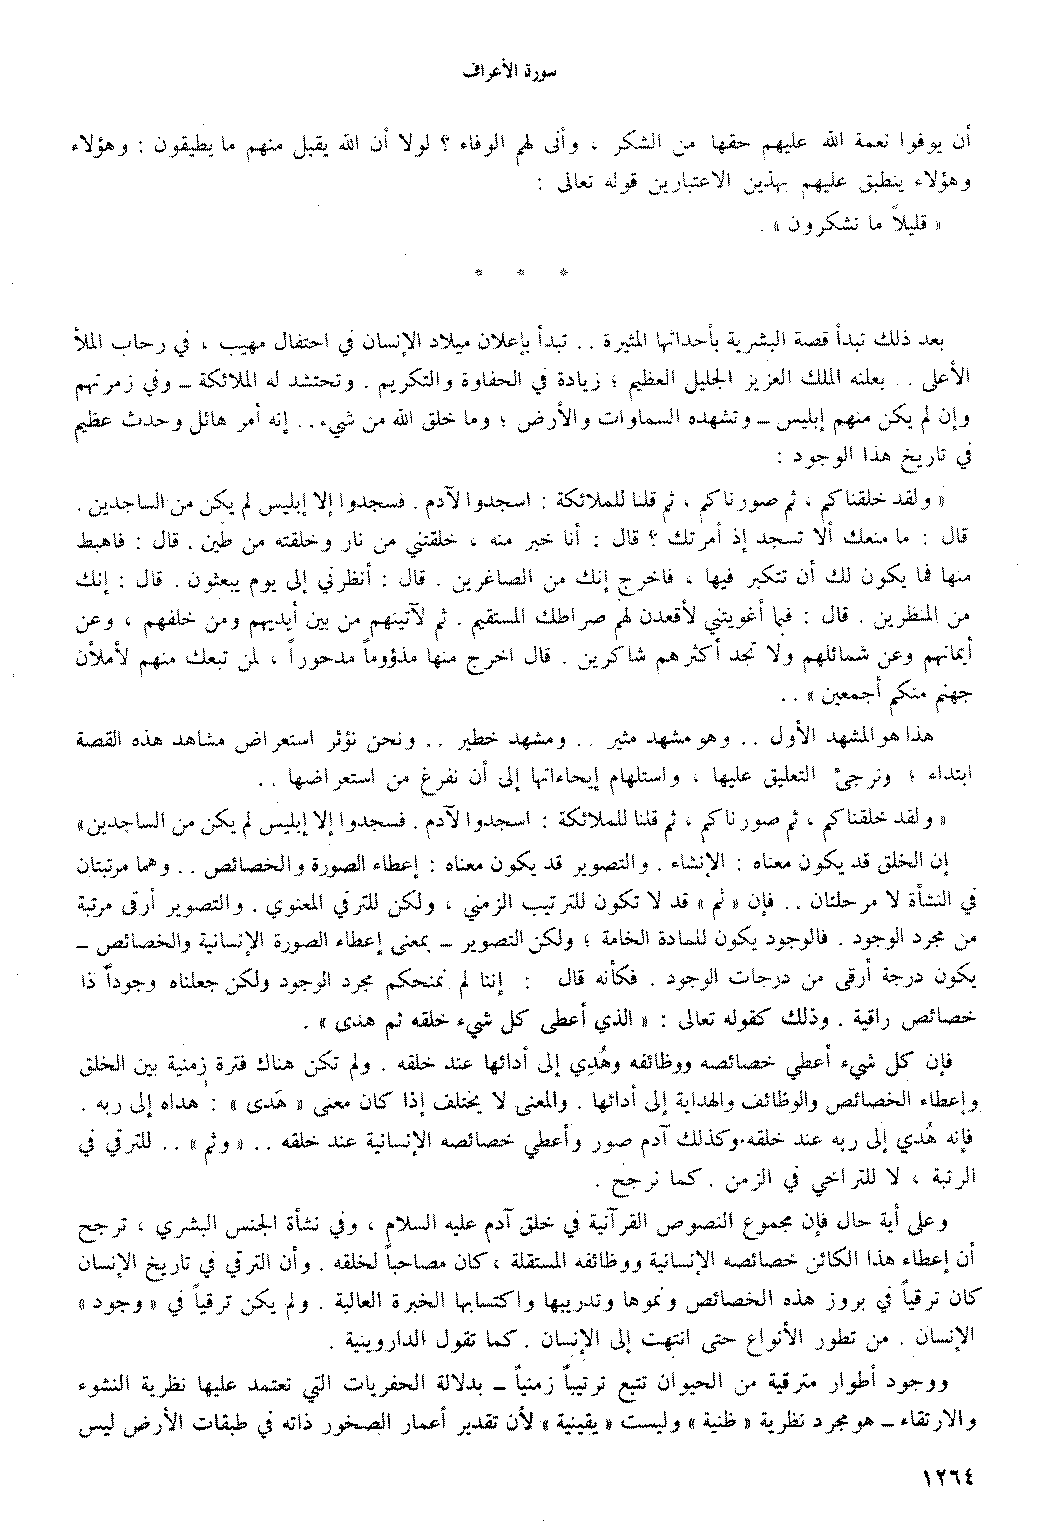 سورة الأعراف
أن يوفوا نعمة الله عليهم حقها من الشكر ، وأنى لهم الوفاء ؟ لولا أن الله يقبل منهم ما يطيقون : وهؤلاء
وهؤلاء ينطبق عليهم بهذين الاعتبارين قوله تعالى :
« قليلاً ما تشكرون » .
* * *
بعد ذلك تبدأ قصة البشرية بأحداثها المثيرة . . تبدأ بإعلان ميلاد الإنسان في احتفال مهيب ، في رحاب الملأ
الأعلى . . يعلنه الملك العزيز الجليل العظيم ؛ زيادة في الحفاوة والتكريم . وتحتشد له الملائكة – وفي زمرتهم
وإن لم يكن منهم إبليس – وتشهده السماوات والأرض ؛ وما خلق الله من شيء . . إنه أمر هائل وحدث عظيم
في تاريخ هذا الوجود :
« ولقد خلقناكم ، ثم صورناكم ، ثم قلنا للملائكة : اسجدوا لآدم . فسجدوا إلا إبليس لم يكن من الساجدين .
قال : ما منعك ألا تسجد إذ أمرتك ؟ قال : أنا خير منه ، خلقتني من نار وخلقته من طين . قال : فاهبط
منها فما يكون لك أن تتكبر فيها ، فاخرج إنك من الصاغرين . قال : أنظرني إلى يوم يبعثون . قال : إنك
من المنظرين . قال : فبما أغويتني لأقعدن لهم صراطك المستقيم . ثم لآتينهم من بين أيديهم ومن خلفهم ، وعن
أيمانهم وعن شمائلهم ولا تجد أكثرهم شاكرين . قال اخرج منها مذؤوماً مدحوراً ، لمن تبعك منهم لأملأن
جهنم منكم أجمعين » . .
هذا هو المشهد الأول . . وهو مشهد مثير . . ومشهد خطير . . ونحن نؤثر استعراض مشاهد هذه القصة
ابتداء ؛ ونرجئ التعليق عليها ، واستلهام إيحاءاتها إلى أن نفرغ من استعراضها . .
« ولقد خلقناكم ، ثم صورناكم ، ثم قلنا للملائكة : اسجدوا لآدم . فسجدوا إلا إبليس لم يكن من الساجدين »
إن الخلق قد يكون معناه : الإنشاء . والتصوير قد يكون معناه : إعطاء الصورة والخصائص . . وهما مرتبتان
في النشأة لا مرحلتان . . فإن « ثم » قد لا تكون للترتيب الزمني ، ولكن للترقي المعنوي . والتصوير أرقى مرتبة
من مجرد الوجود . فالوجود يكون للمادة الخامة ؛ ولكن التصوير – بمعنى إعطاء الصورة الإنسانية والخصائص –
يكون درجة أرقى من درجات الوجود . فكأنه قال : إننا لم نمنحكم مجرد الوجود ولكن جعلناه وجوداً ذا
خصائص راقية . وذلك كقوله تعالى : « الذي أعطى كل شيء خلقه ثم هدى » .
فإن كل شيء أعطي خصائصه ووظائفه وهُدِي إلى أدائها عند خلقه . ولم تكن هناك فترة زمنية بين الخلق
وإعطاء الخصائص والوظائف والهداية إلى أدائها . والمعنى لا يختلف إذا كان معنى « هَدى » : هداه إلى ربه .
فإنه هُدي إلى ربه عند خلقه . وكذلك آدم صور وأعطي خصائصه الإنسانية عند خلقه . . « وثم » . . للترقي في
الرتبة ، لا للتراخي في الزمن . كما نرجح .
وعلى أية حال فإن مجموع النصوص القرآنية في خلق آدم عليه السلام ، وفي نشأة الجنس البشري ، ترجح
أن إعطاء هذا الكائن خصائصه الإنسانية ووظائفه المستقلة ، كان مصاحباً لخلقه . وأن الترقي في تاريخ الإنسان
كان ترقياً في بروز هذه الخصائص ونموها وتدريبها واكتسابها الخبرة العالية . ولم يكن ترقياً في « وجود »
الإنسان . من تطور الأنواع حتى انتهت إلى الإنسان . كما تقول الداروينية .
ووجود أطوار مترقية من الحيوان تتبع ترتيباً زمنياً – بدلالة الحفريات التي تعتمد عليها نظرية النشوء
والارتقاء – هو مجرد نظرية « ظنية » وليست « يقينية » لأن تقدير أعمار الصخور ذاته في طبقات الأرض ليس
١٢٦٤